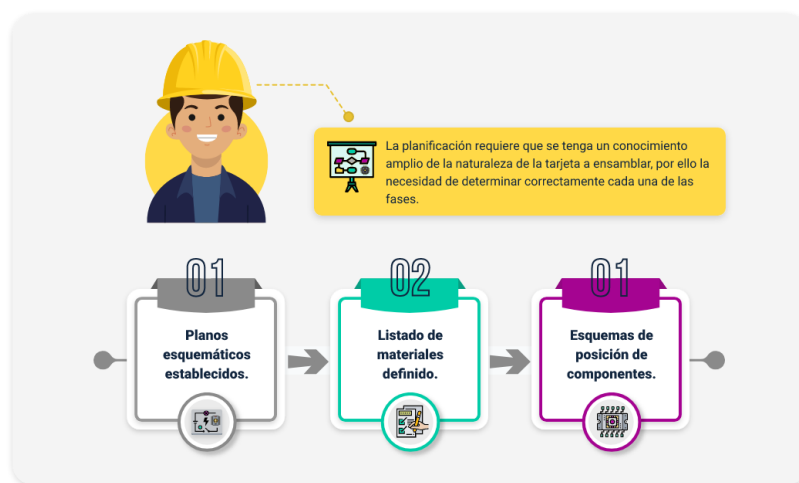 La planificación requiere que se tenga un conocimiento
amplio de la naturaleza de la tarjeta a ensamblar, por ello la
necesidad de determinar correctamente cada una de las
fases.
01
Planos
esquemáticos
establecidos.
02
Listado de
materiales
definido.
01
Esquemas de
posición de
componentes.